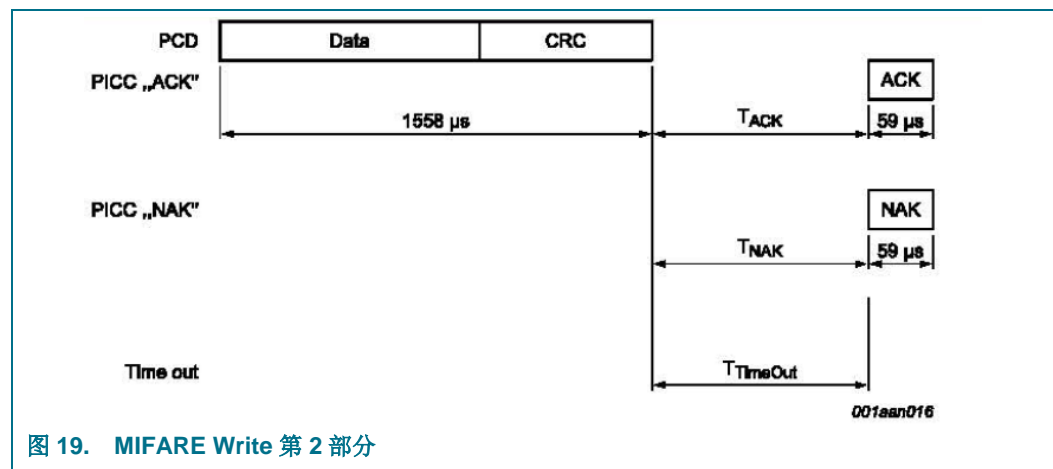 PCD Data CRC
PICC „ACK” ACK
1558 µs TACK 59 µs
PICC „NAK” NAK
TNAK 59 µs
Time out TTimeOut
001aan016
图 19. MIFARE Write 第 2 部分